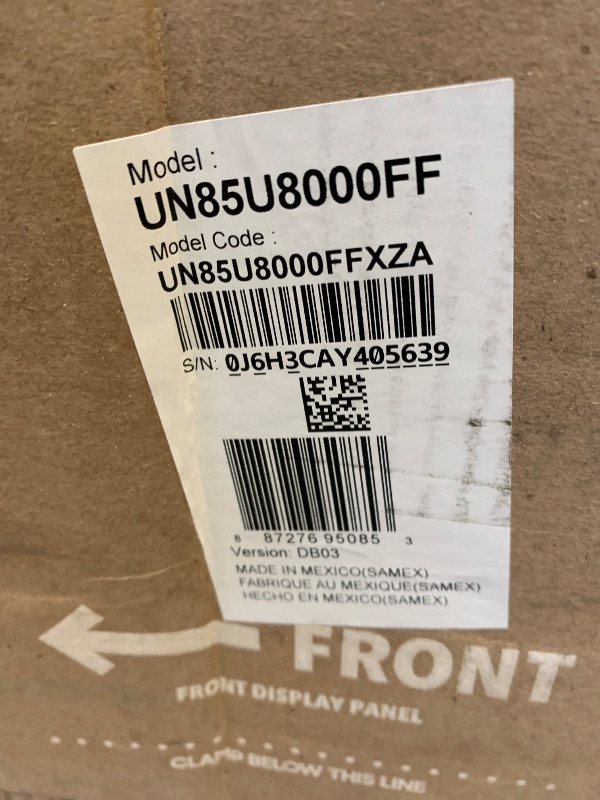 Model :
UN85U8000FF
Model Code :
UN85U8000FFXZA
S/N: 0J6H3CAY405639
8 87276 95085 3
Version: DB03
MADE IN MEXICO(SAMEX)
FABRIQUE AU MEXIQUE(SAMEX)
HECHO EN MEXICO(SAMEX)
FRONT
FRONT DISPLAY PANEL
CLAMP BELOW THIS LINE